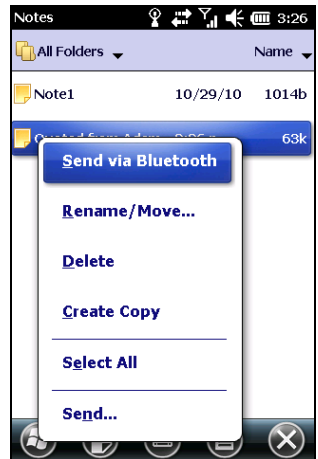 Notes 3:26
All Folders Name
Note1 10/29/10 1014b
63k
Send via Bluetooth
Rename/Move...
Delete
Create Copy
Select All
Send...